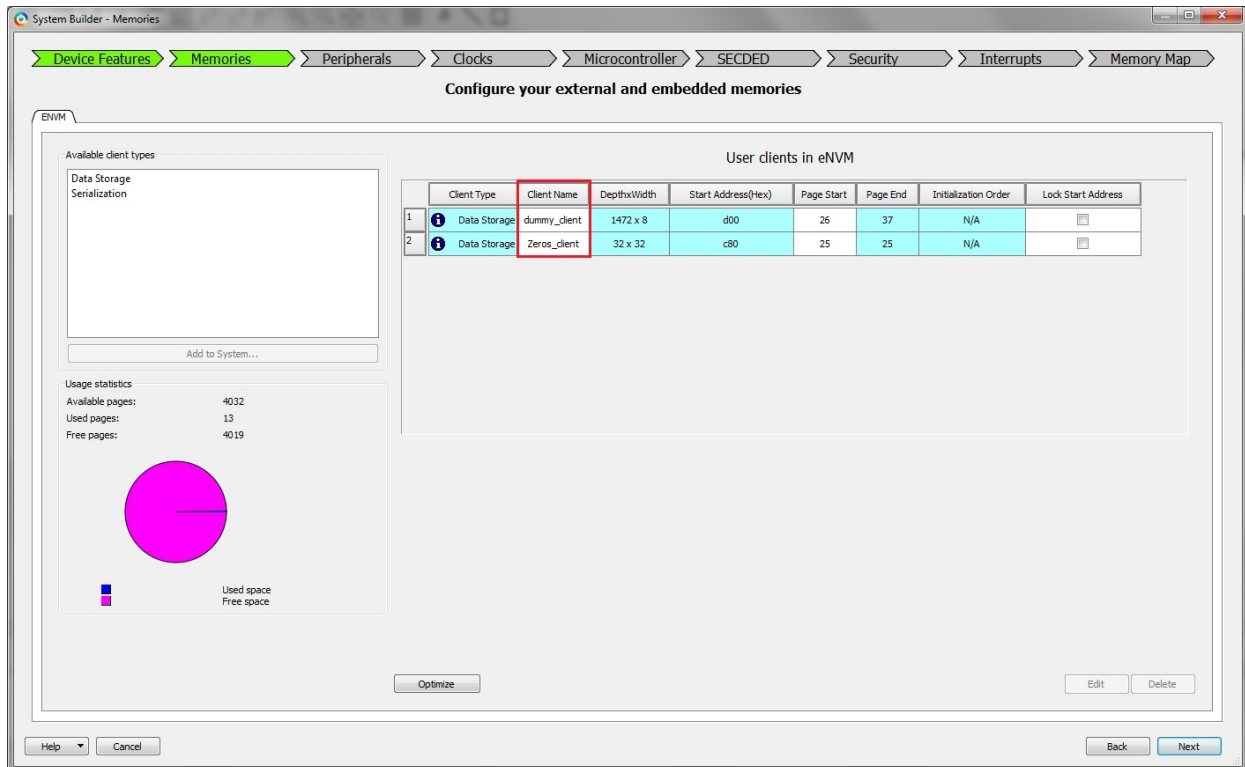 System Builder - Memories
Device Features Memories Peripherals Clocks Microcontroller SECDED Security Interrupts Memory Map
Configure your external and embedded memories
ENVM
Available client types
Data Storage
Serialization
Add to System...
Usage statistics
Available pages: 4032
Used pages: 13
Free pages: 4019
Used space
Free space
User clients in eNVM
Client Type Client Name DepthxWidth Start Address(Hex) Page Start Page End Initialization Order Lock Start Address
1 Data Storage dummy_client 1472 x 8 d00 26 37 N/A
2 Data Storage Zeros_client 32 x 32 c80 25 25 N/A
Optimize Edit Delete
Help Cancel Back Next